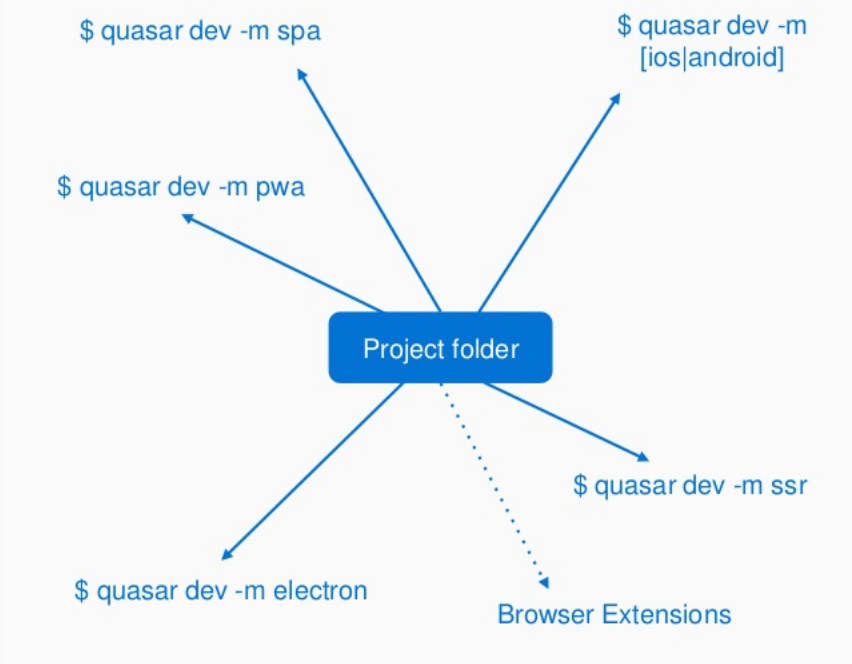 $ quasar dev -m spa
$ quasar dev -m
[ios|android]
$ quasar dev -m pwa
Project folder
$ quasar dev -m ssr
$ quasar dev -m electron
Browser Extensions